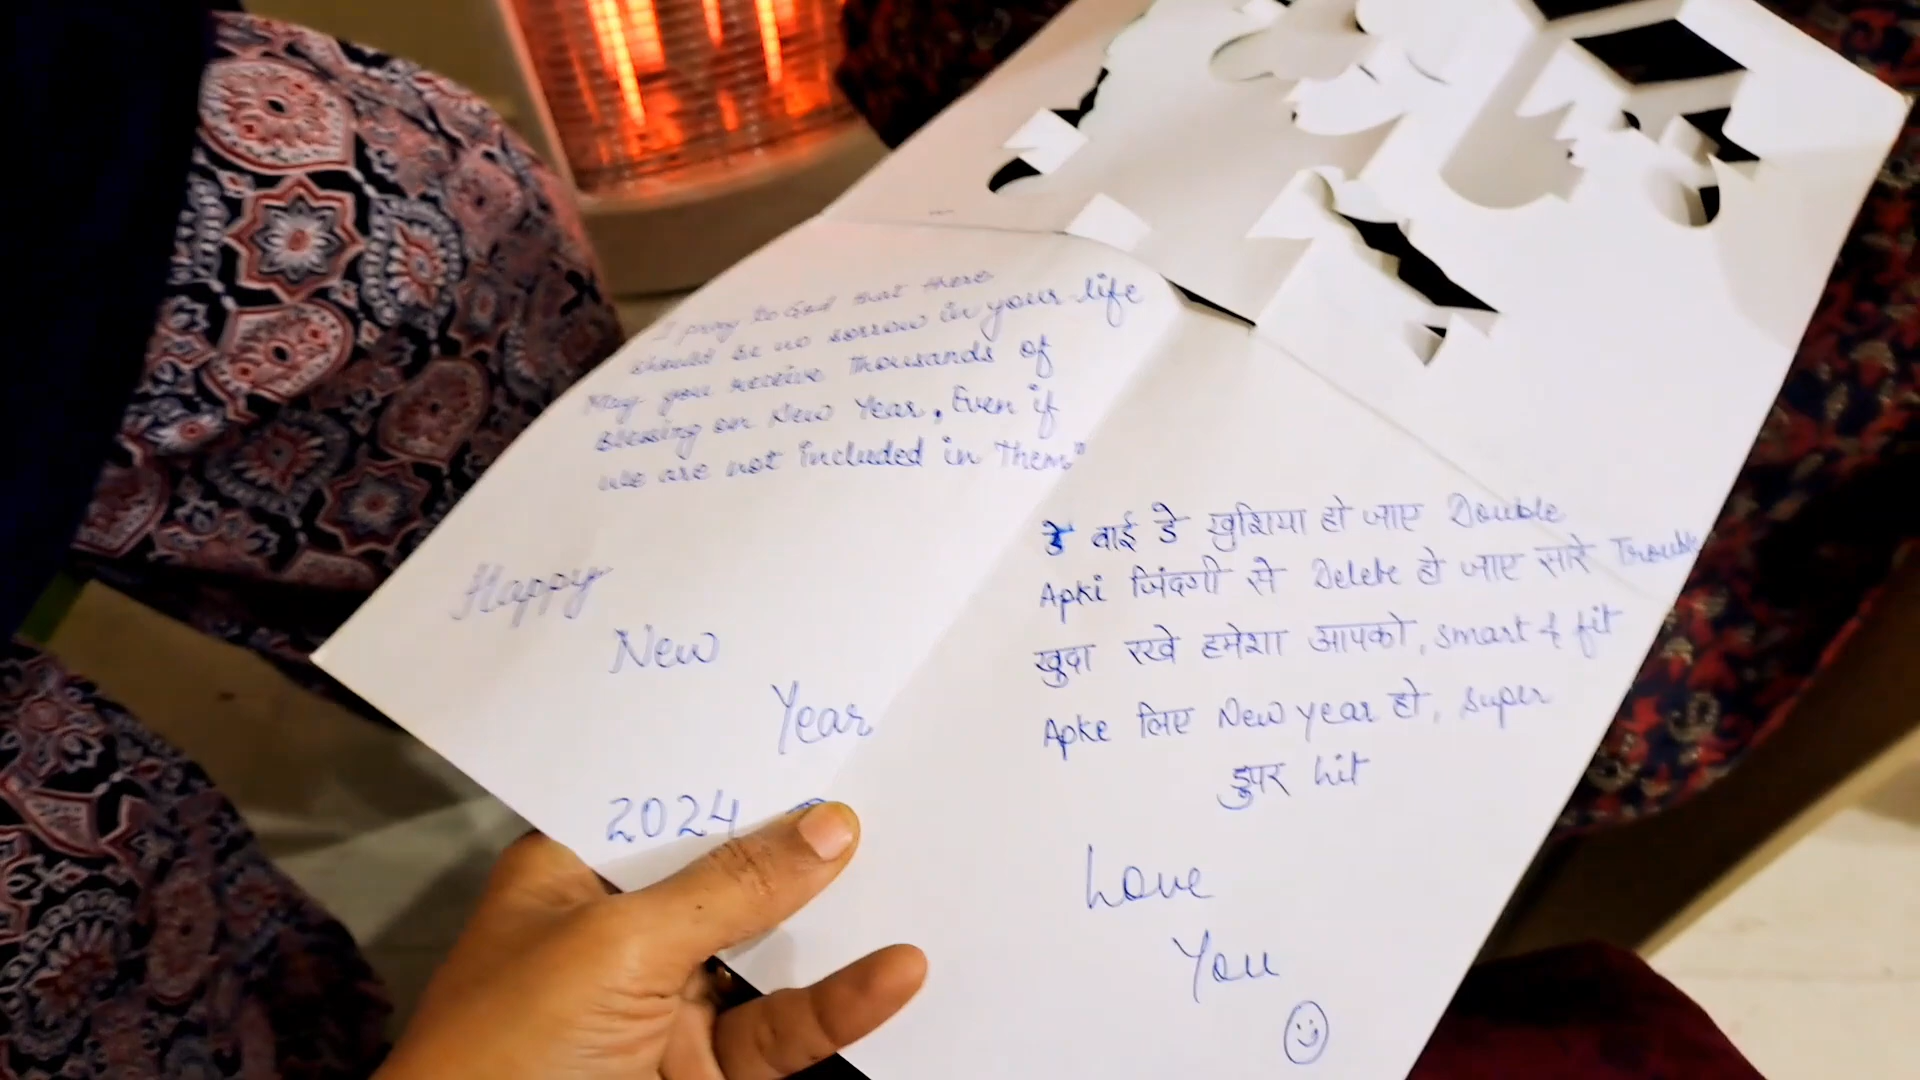 I pray to God that there
should be no sorrow in your life
May you receive Thousands of
Blessing on New Year, Even if
we are not included in Them"
Happy
New
Year
2024
डे बाई डे खुशिया हो जाए Double
Apki जिंदगी से Delete हो जाए सारे Trouble
खुदा रखे हमेशा आपको, smart & fit
Apke लिए New year हो, super
डुपर hit
Love
You